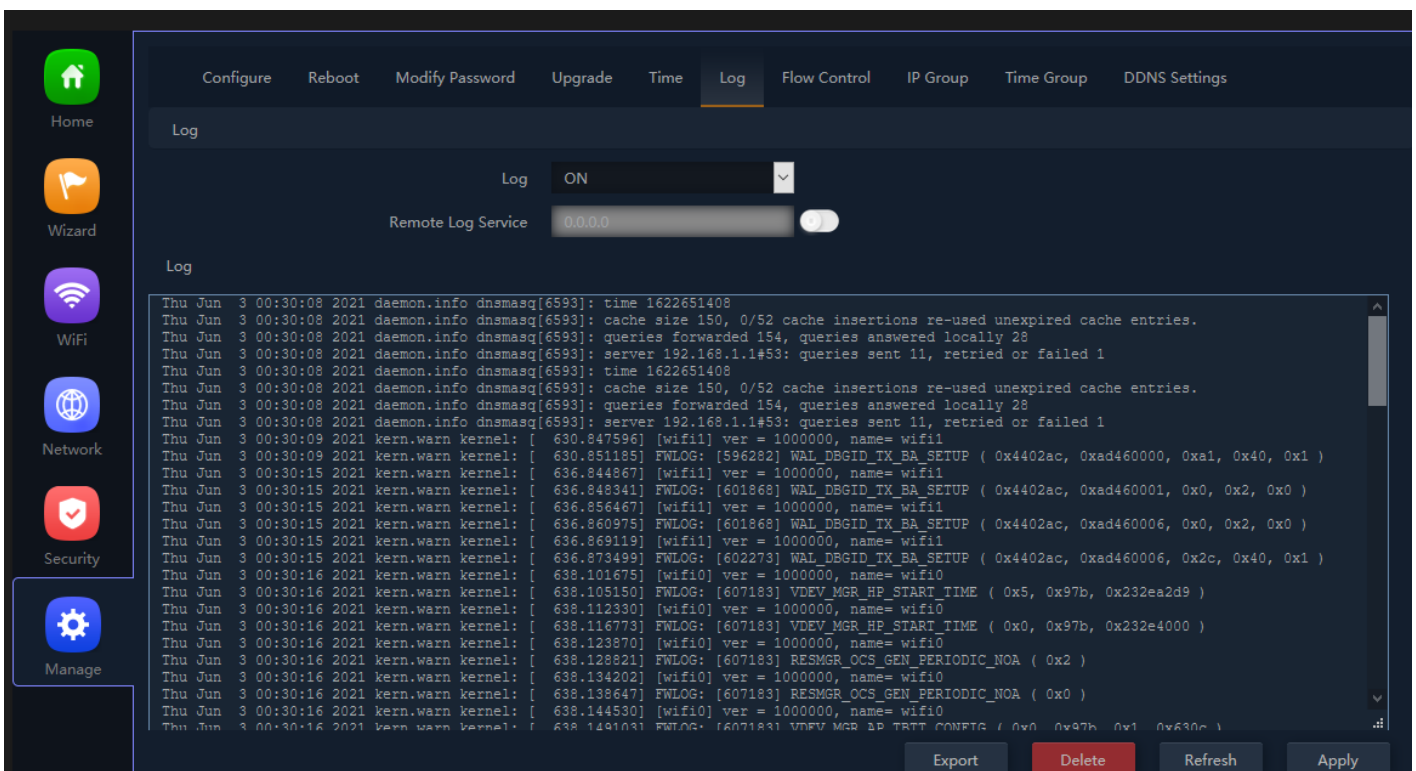 Configure Reboot Modify Password Upgrade Time Log Flow Control IP Group Time Group DDNS Settings
Home
Log
Log ON
Wizard
Remote Log Service 0.0.0.0
Log
WiFi
Network
Security
Manage
Thu Jun 3 00:30:08 2021 daemon.info dnsmasq[6593]: time 1622651408
Thu Jun 3 00:30:08 2021 daemon.info dnsmasq[6593]: cache size 150, 0/52 cache insertions re-used unexpired cache entries.
Thu Jun 3 00:30:08 2021 daemon.info dnsmasq[6593]: queries forwarded 154, queries answered locally 28
Thu Jun 3 00:30:08 2021 daemon.info dnsmasq[6593]: server 192.168.1.1#53: queries sent 11, retried or failed 1
Thu Jun 3 00:30:08 2021 daemon.info dnsmasq[6593]: time 1622651408
Thu Jun 3 00:30:08 2021 daemon.info dnsmasq[6593]: cache size 150, 0/52 cache insertions re-used unexpired cache entries.
Thu Jun 3 00:30:08 2021 daemon.info dnsmasq[6593]: queries forwarded 154, queries answered locally 28
Thu Jun 3 00:30:08 2021 daemon.info dnsmasq[6593]: server 192.168.1.1#53: queries sent 11, retried or failed 1
Thu Jun 3 00:30:09 2021 kern.warn kernel: [ 630.847596] [wifi1] ver = 1000000, name= wifi1
Thu Jun 3 00:30:09 2021 kern.warn kernel: [ 630.851185] FWLOG: [596282] WAL_DBGID_TX_BA_SETUP ( 0x4402ac, 0xad460000, 0xa1, 0x40, 0x1 )
Thu Jun 3 00:30:15 2021 kern.warn kernel: [ 636.844867] [wifi1] ver = 1000000, name= wifi1
Thu Jun 3 00:30:15 2021 kern.warn kernel: [ 636.848341] FWLOG: [601868] WAL_DBGID_TX_BA_SETUP ( 0x4402ac, 0xad460001, 0x0, 0x2, 0x0 )
Thu Jun 3 00:30:15 2021 kern.warn kernel: [ 636.856467] [wifi1] ver = 1000000, name= wifi1
Thu Jun 3 00:30:15 2021 kern.warn kernel: [ 636.860975] FWLOG: [601868] WAL_DBGID_TX_BA_SETUP ( 0x4402ac, 0xad460006, 0x0, 0x2, 0x0 )
Thu Jun 3 00:30:15 2021 kern.warn kernel: [ 636.869119] [wifi1] ver = 1000000, name= wifi1
Thu Jun 3 00:30:15 2021 kern.warn kernel: [ 636.873499] FWLOG: [602273] WAL_DBGID_TX_BA_SETUP ( 0x4402ac, 0xad460006, 0x2c, 0x40, 0x1 )
Thu Jun 3 00:30:16 2021 kern.warn kernel: [ 638.101675] [wifi0] ver = 1000000, name= wifi0
Thu Jun 3 00:30:16 2021 kern.warn kernel: [ 638.105150] FWLOG: [607183] VDEV_MGR_HP_START_TIME ( 0x5, 0x97b, 0x232ea2d9 )
Thu Jun 3 00:30:16 2021 kern.warn kernel: [ 638.112330] [wifi0] ver = 1000000, name= wifi0
Thu Jun 3 00:30:16 2021 kern.warn kernel: [ 638.116773] FWLOG: [607183] VDEV_MGR_HP_START_TIME ( 0x0, 0x97b, 0x232e4000 )
Thu Jun 3 00:30:16 2021 kern.warn kernel: [ 638.123870] [wifi0] ver = 1000000, name= wifi0
Thu Jun 3 00:30:16 2021 kern.warn kernel: [ 638.128821] FWLOG: [607183] RESMGR_OCS_GEN_PERIODIC_NOA ( 0x2 )
Thu Jun 3 00:30:16 2021 kern.warn kernel: [ 638.134202] [wifi0] ver = 1000000, name= wifi0
Thu Jun 3 00:30:16 2021 kern.warn kernel: [ 638.138647] FWLOG: [607183] RESMGR_OCS_GEN_PERIODIC_NOA ( 0x0 )
Thu Jun 3 00:30:16 2021 kern.warn kernel: [ 638.144530] [wifi0] ver = 1000000, name= wifi0
Thu Jun 3 00:30:16 2021 kern.warn kernel: [ 638.149103] FWLOG: [607183] VDEV_MGR_AP_TBTT_CONFIG ( 0x0, 0x97b, 0x1, 0x630c )
Export Delete Refresh Apply